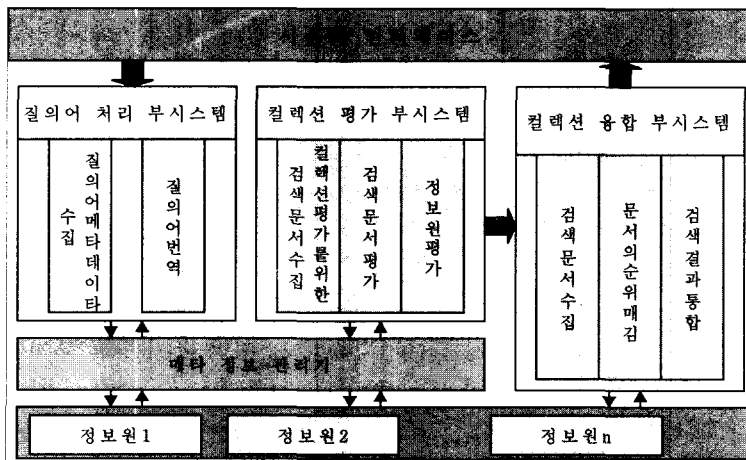 질의어 처리 부시스템
질의어메타데이타
수집
질의어번역
컬렉션 평가 부시스템
컬렉션평가를위한
검색문서수집
검색문서평가
정보원평가
컬렉션 융합 부시스템
검색문서수집
문서의순위매김
검색결과통합
메타 정보 관리기
정보원1
정보원2
정보원n